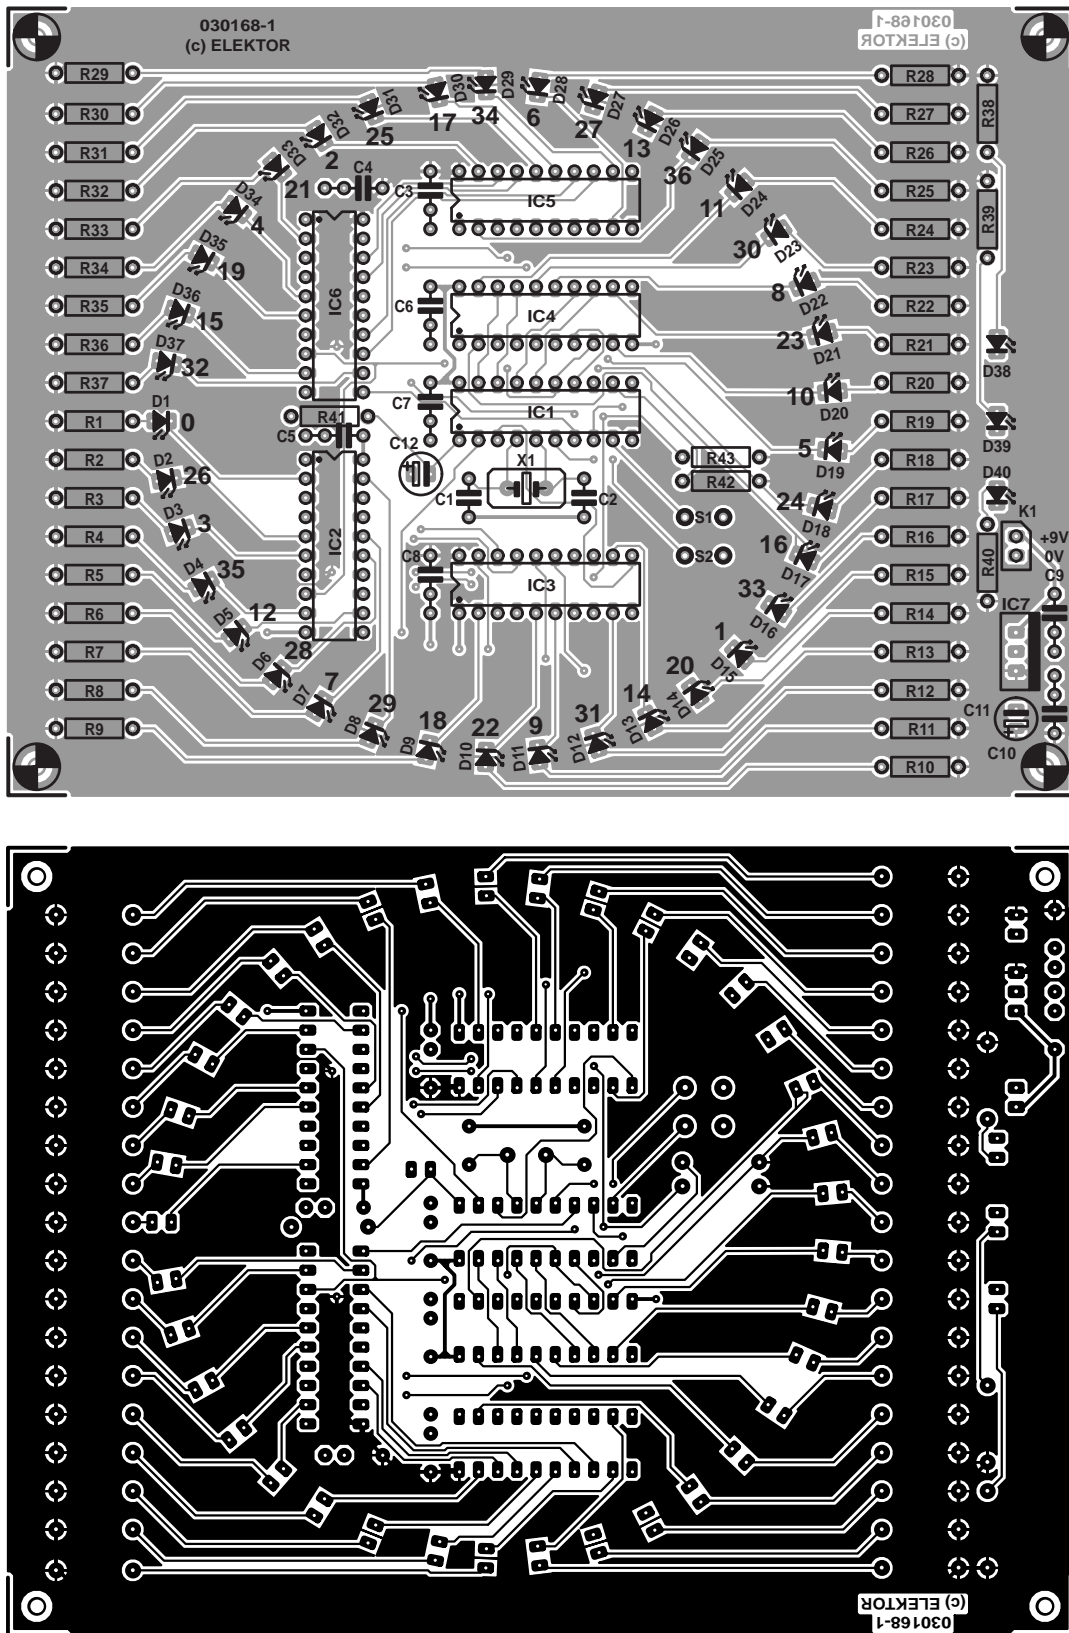 030168-1
(c) ELEKTOR
030168-1
(c) ELEKTOR
R29
R30
R31
R32
R33
R34
R35
R36
R37
R1
R2
R3
R4
R5
R6
R7
R8
R9
R28
R27
R26
R25
R24
R23
R22
R21
R20
R19
R18
R17
R16
R15
R14
R13
R12
R11
R10
R38
R39
R40
D38
D39
D40
K1
+9V
0V
C9
IC7
C11
C10
D30
17
D29
34
D28
6
D27
27
D26
13
D25
36
D24
11
D23
30
D22
8
D21
23
D20
10
D19
5
D18
24
D17
16
D16
33
D15
1
D14
20
D13
14
D12
31
D11
9
D10
22
D9
18
D8
29
D7
7
D6
28
D5
12
D4
35
D3
3
D2
26
D1
0
D37
32
D36
15
D35
19
D34
4
D33
21
D32
2
D31
25
C4
C3
IC5
IC6
C6
IC4
C7
IC1
R41
C5
C12
X1
C1
C2
R43
R42
S1
S2
IC2
C8
IC3
030168-1
(c) ELEKTOR